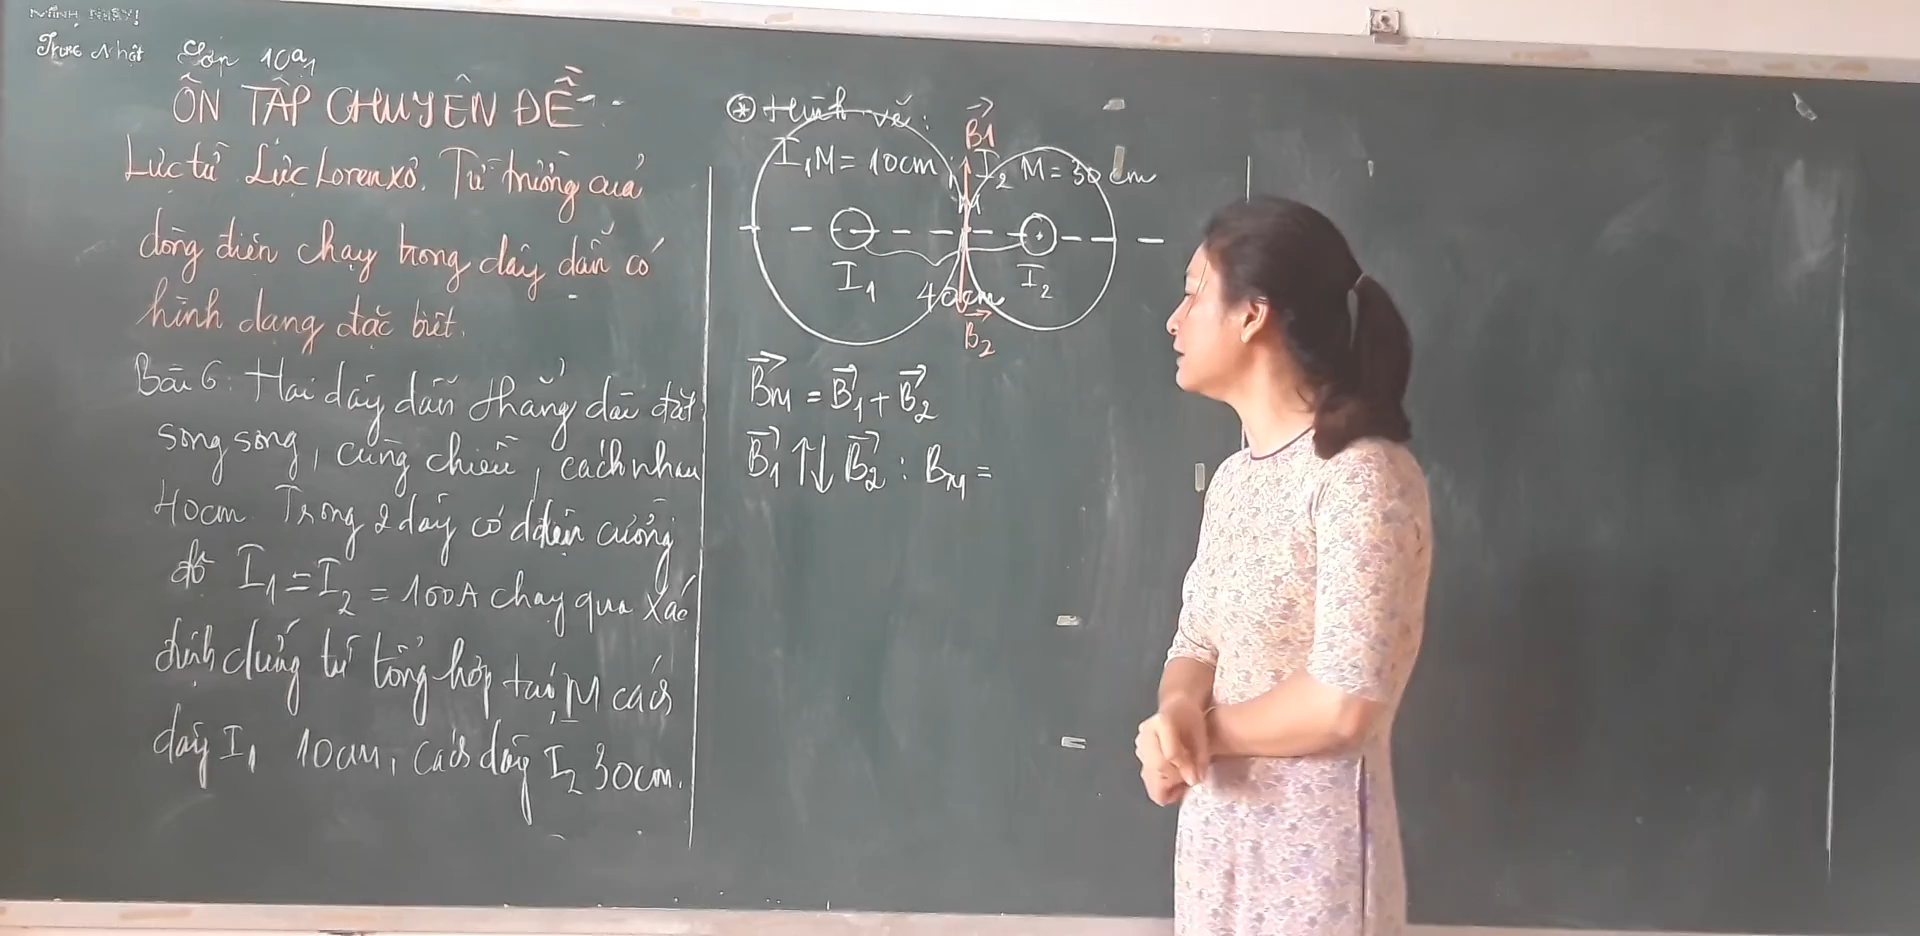 MINH NHẬY!
Trực Nhật Lớp 10a1
ÔN TẬP CHUYÊN ĐỀ:
Lực từ Lực Lorenxơ. Từ trường của
dòng điện chạy trong dây dẫn có
hình dạng đặc biệt.
Bài 6: Hai dây dẫn thẳng dài đặt
song song, cùng chiều, cách nhau
40cm. Trong 2 dây có dđiện cường
độ I1 = I2 = 100A chạy qua. Xác
định cứng từ tổng hợp tại M cách
dây I1 10cm, cách dây I2 30cm.
⊛ Hình vẽ:
B1
I1M = 10cm; I2M = 30cm
M
I1
I2
40cm
B2
BM = B1 + B2
B1 ↑↓ B2 : BM =